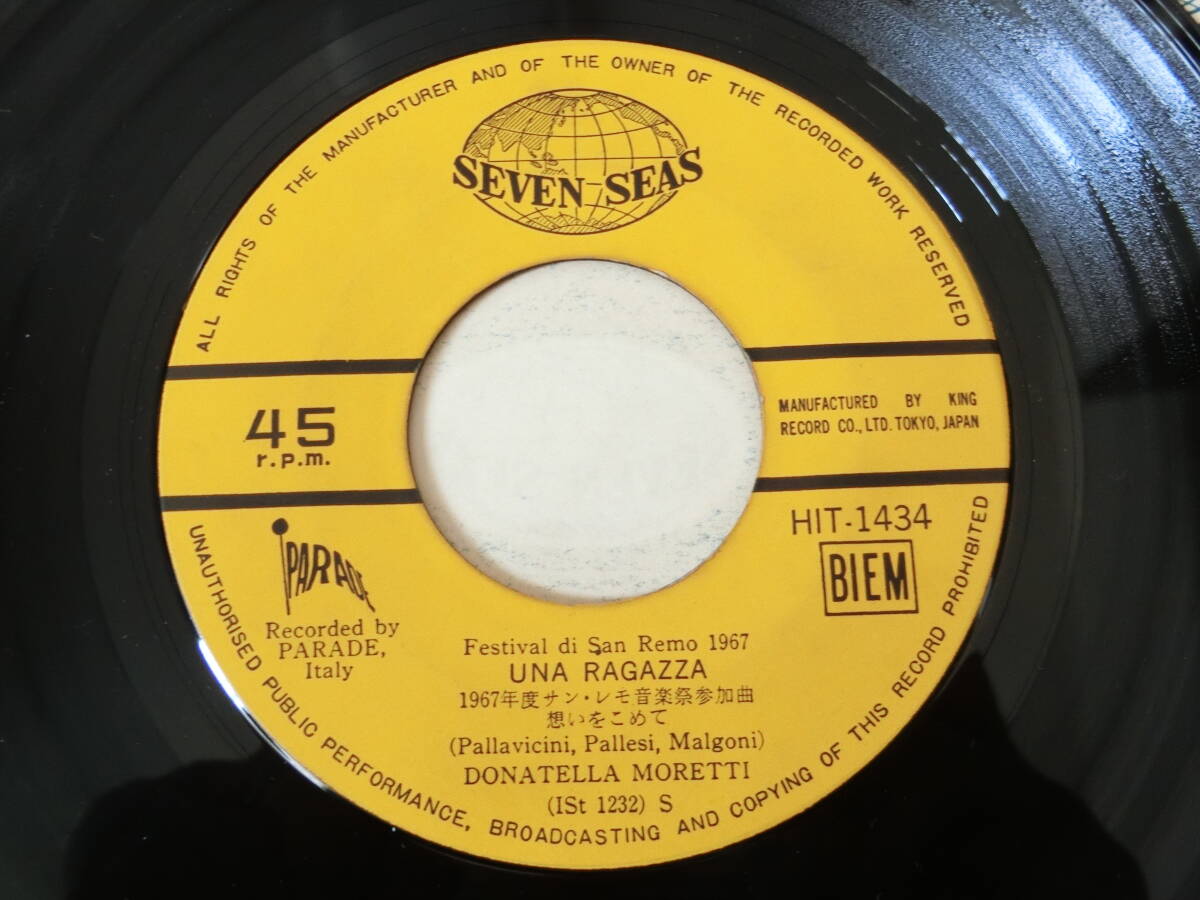 ALL RIGHTS OF THE MANUFACTURER AND OF THE OWNER OF THE RECORDED WORK RESERVED
SEVEN SEAS
45
r.p.m.
MANUFACTURED BY KING
RECORD CO., LTD. TOKYO, JAPAN
HIT-1434
BIEM
PARADE
Recorded by
PARADE,
Italy
Festival di San Remo 1967
UNA RAGAZZA
1967年度サン・レモ音楽祭参加曲
想いをこめて
(Pallavicini, Pallesi, Malgoni)
DONATELLA MORETTI
(ISt 1232) S
UNAUTHORISED PUBLIC PERFORMANCE, BROADCASTING AND COPYING OF THIS RECORD PROHIBITED